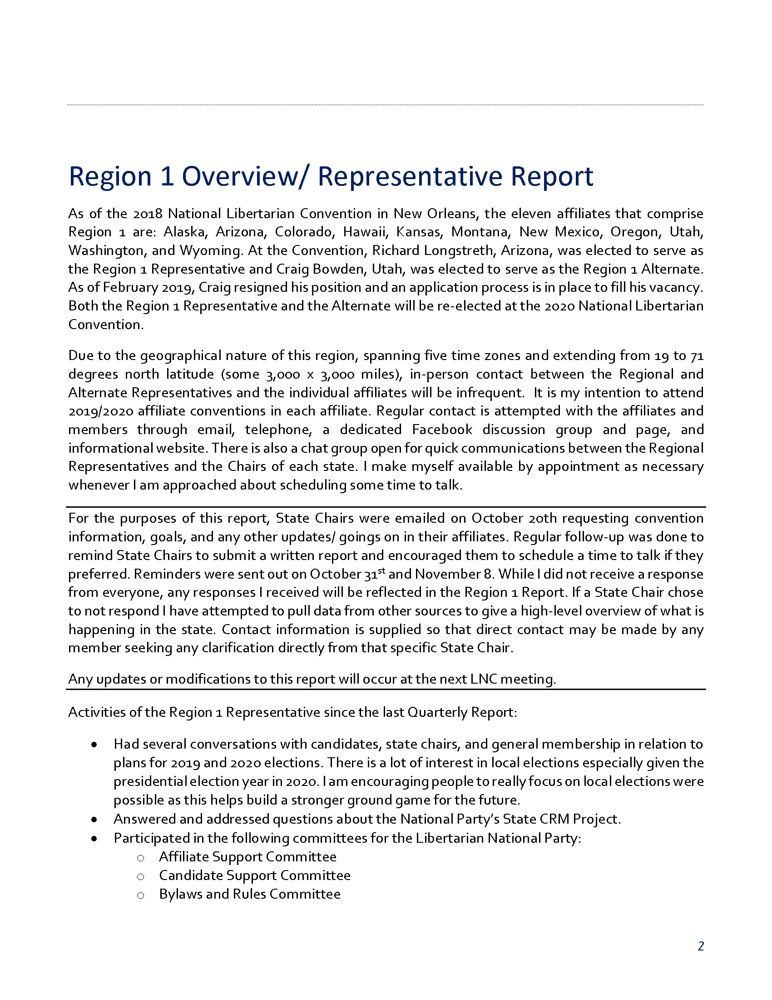 Region 1 Overview/ Representative Report
As of the 2018 National Libertarian Convention in New Orleans, the eleven affiliates that comprise
Region 1 are: Alaska, Arizona, Colorado, Hawaii, Kansas, Montana, New Mexico, Oregon, Utah,
Washington, and Wyoming. At the Convention, Richard Longstreth, Arizona, was elected to serve as
the Region 1 Representative and Craig Bowden, Utah, was elected to serve as the Region 1 Alternate.
As of February 2019, Craig resigned his position and an application process is in place to fill his vacancy.
Both the Region 1 Representative and the Alternate will be re-elected at the 2020 National Libertarian
Convention.
Due to the geographical nature of this region, spanning five time zones and extending from 19 to 71
degrees north latitude (some 3,000 x 3,000 miles), in-person contact between the Regional and
Alternate Representatives and the individual affiliates will be infrequent.  It is my intention to attend
2019/2020 affiliate conventions in each affiliate. Regular contact is attempted with the affiliates and
members through email, telephone, a dedicated Facebook discussion group and page, and
informational website. There is also a chat group open for quick communications between the Regional
Representatives and the Chairs of each state. I make myself available by appointment as necessary
whenever I am approached about scheduling some time to talk.
For the purposes of this report, State Chairs were emailed on October 20th requesting convention
information, goals, and any other updates/ goings on in their affiliates. Regular follow-up was done to
remind State Chairs to submit a written report and encouraged them to schedule a time to talk if they
preferred. Reminders were sent out on October 31st and November 8. While I did not receive a response
from everyone, any responses I received will be reflected in the Region 1 Report. If a State Chair chose
to not respond I have attempted to pull data from other sources to give a high-level overview of what is
happening in the state. Contact information is supplied so that direct contact may be made by any
member seeking any clarification directly from that specific State Chair.
Any updates or modifications to this report will occur at the next LNC meeting.
Activities of the Region 1 Representative since the last Quarterly Report:
• Had several conversations with candidates, state chairs, and general membership in relation to
plans for 2019 and 2020 elections. There is a lot of interest in local elections especially given the
presidential election year in 2020. I am encouraging people to really focus on local elections were
possible as this helps build a stronger ground game for the future.
• Answered and addressed questions about the National Party’s State CRM Project.
• Participated in the following committees for the Libertarian National Party:
o Affiliate Support Committee
o Candidate Support Committee
o Bylaws and Rules Committee
2